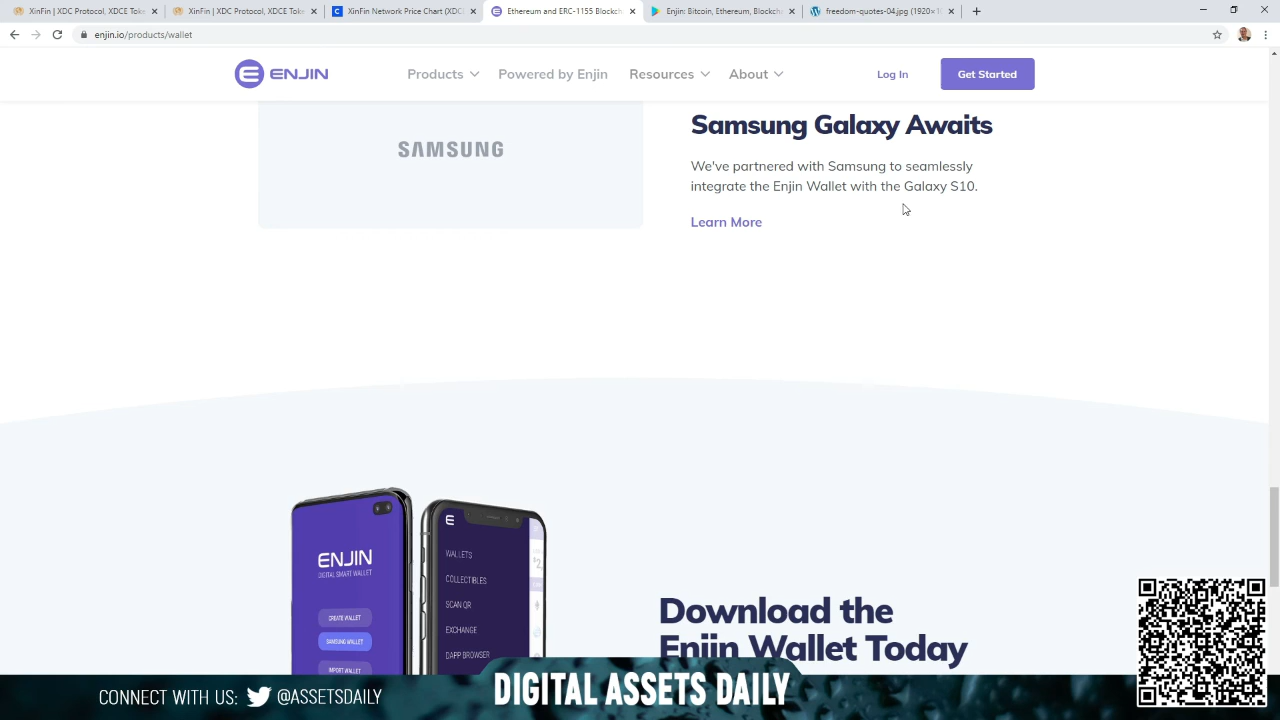 XinFin | XDC Protocol, XDCE Toke
XinFin | XDC Protocol, XDCE Toke
XinFin Network Price Chart (XDC)
Ethereum and ERC-1155 Blockch
Enjin: Bitcoin, Ethereum, Blockcha
freedom-quotes-04.jpg (1920×10
enjin.io/products/wallet
ENJIN
Products
Powered by Enjin
Resources
About
Log In
Get Started
SAMSUNG
Samsung Galaxy Awaits
We've partnered with Samsung to seamlessly
integrate the Enjin Wallet with the Galaxy S10.
Learn More
ENJIN
DIGITAL SMART WALLET
CREATE WALLET
SAMSUNG WALLET
IMPORT WALLET
WALLETS
COLLECTIBLES
SCAN QR
EXCHANGE
DAPP BROWSER
Download the
Enjin Wallet Today
CONNECT WITH US: @ASSETSDAILY
DIGITAL ASSETS DAILY